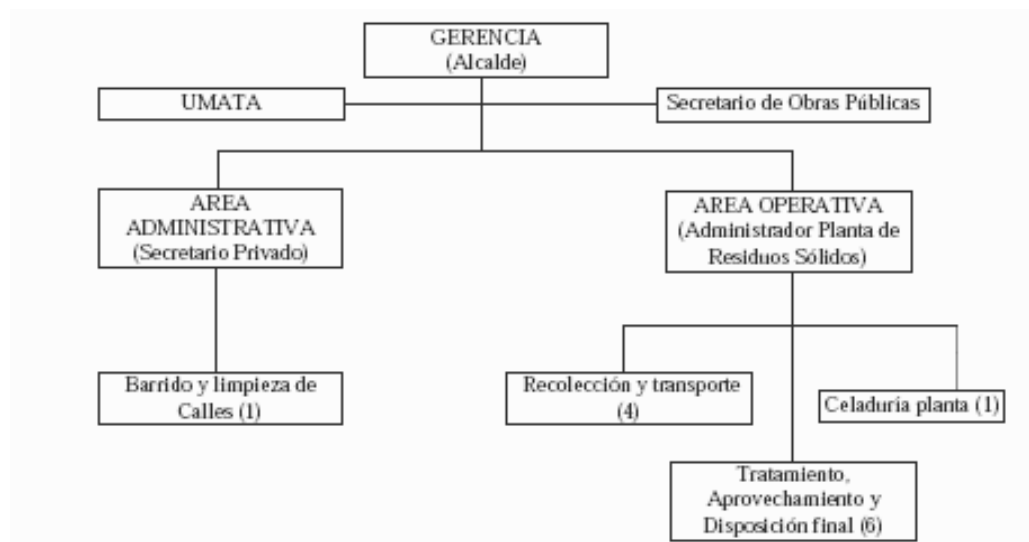 GERENCIA
(Alcalde)
UMATA
Secretario de Obras Públicas
AREA
ADMINISTRATIVA
(Secretario Privado)
AREA OPERATIVA
(Administrador Planta de
Residuos Sólidos)
Barrido y limpieza de
Calles (1)
Recolección y transporte
(4)
Celaduría planta (1)
Tratamiento,
Aprovechamiento y
Disposición final (6)